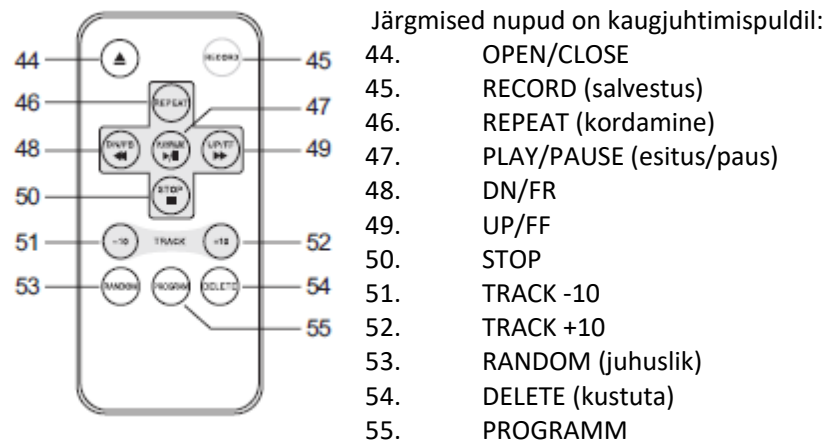 Järgmised nupud on kaugjuhtimispuldil:
44. OPEN/CLOSE
45. RECORD (salvestus)
46. REPEAT (kordamine)
47. PLAY/PAUSE (esitus/paus)
48. DN/FR
49. UP/FF
50. STOP
51. TRACK -10
52. TRACK +10
53. RANDOM (juhuslik)
54. DELETE (kustuta)
55. PROGRAMM
44
RECORD
45
46
REPEAT
47
48
UP/FF
49
50
STOP
51
-10
TRACK
+10
52
53
RANDOM
PROGRAM
DELETE
54
55